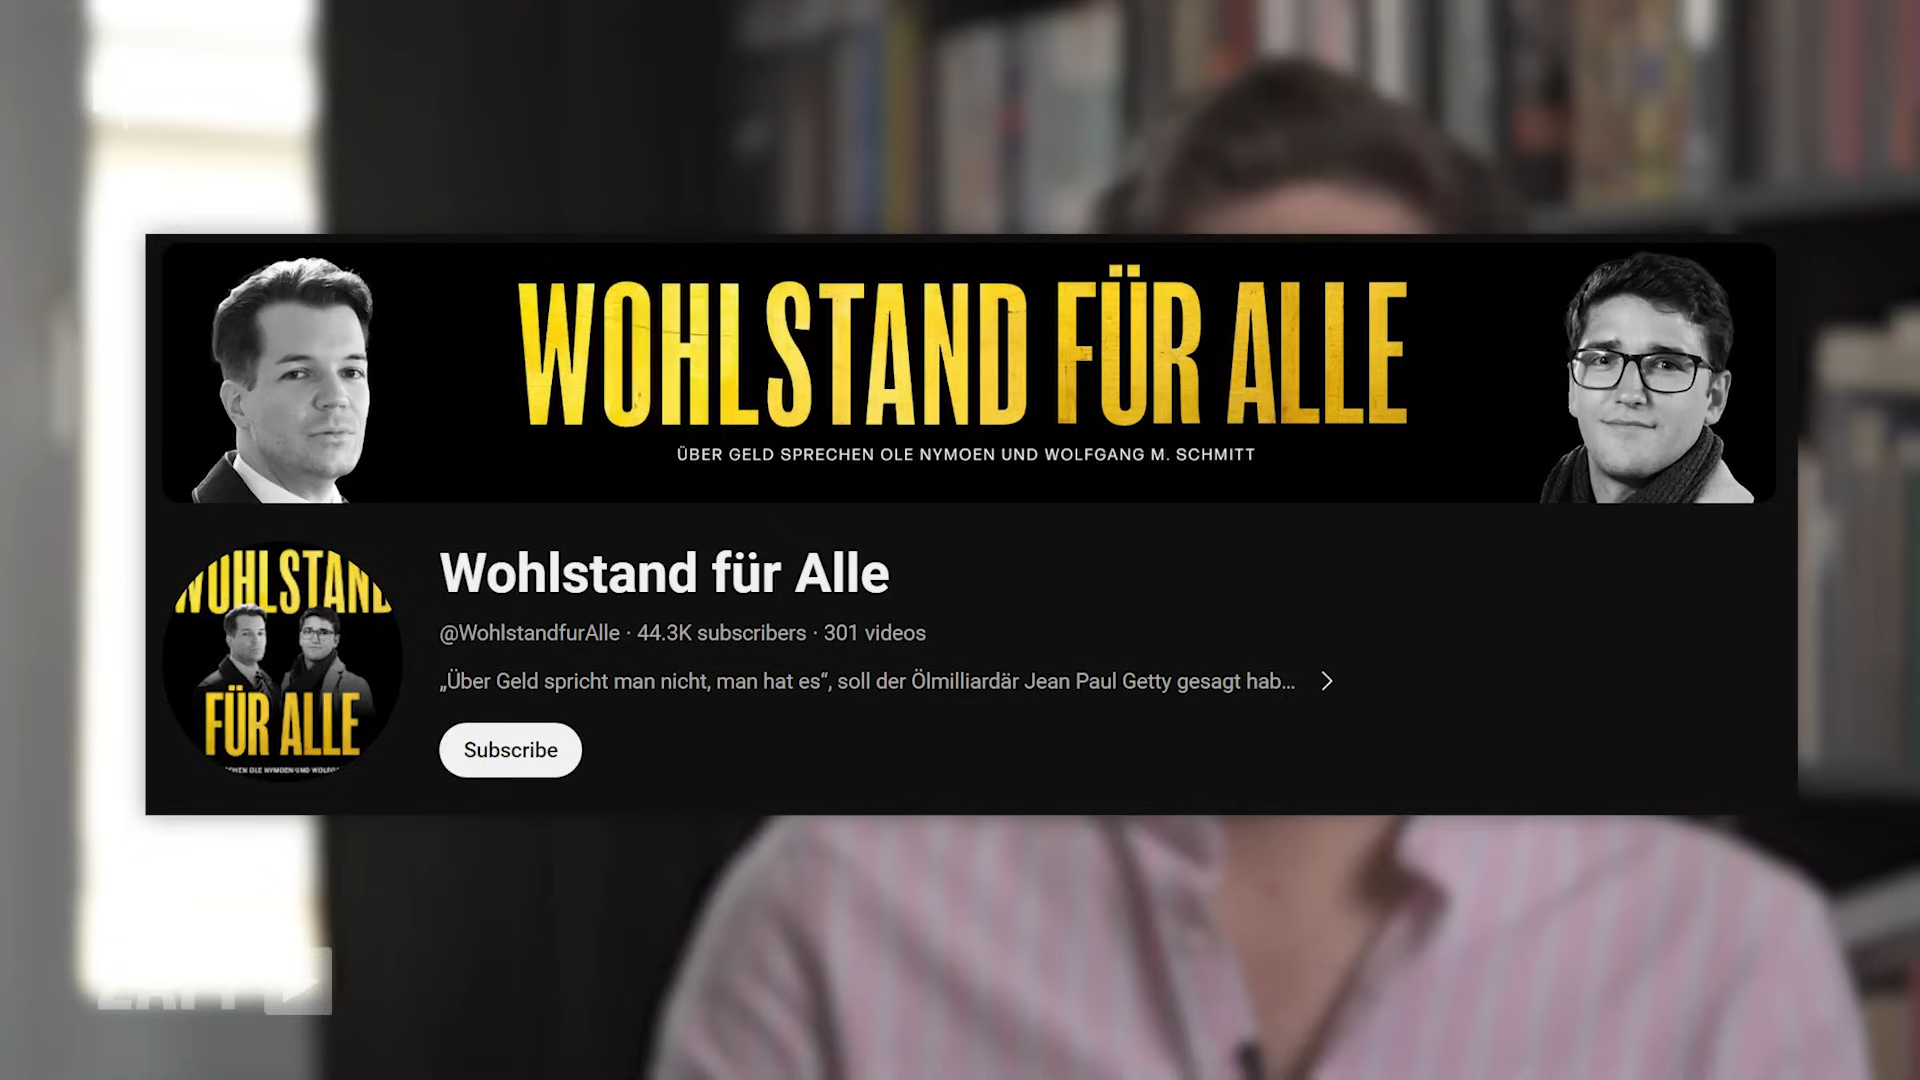 WOHLSTAND FÜR ALLE
ÜBER GELD SPRECHEN OLE NYMOEN UND WOLFGANG M. SCHMITT
WOHLSTAND
FÜR ALLE
Wohlstand für Alle
@WohlstandfurAlle · 44.3K subscribers · 301 videos
„Über Geld spricht man nicht, man hat es“, soll der Ölmilliardär Jean Paul Getty gesagt hab...
Subscribe